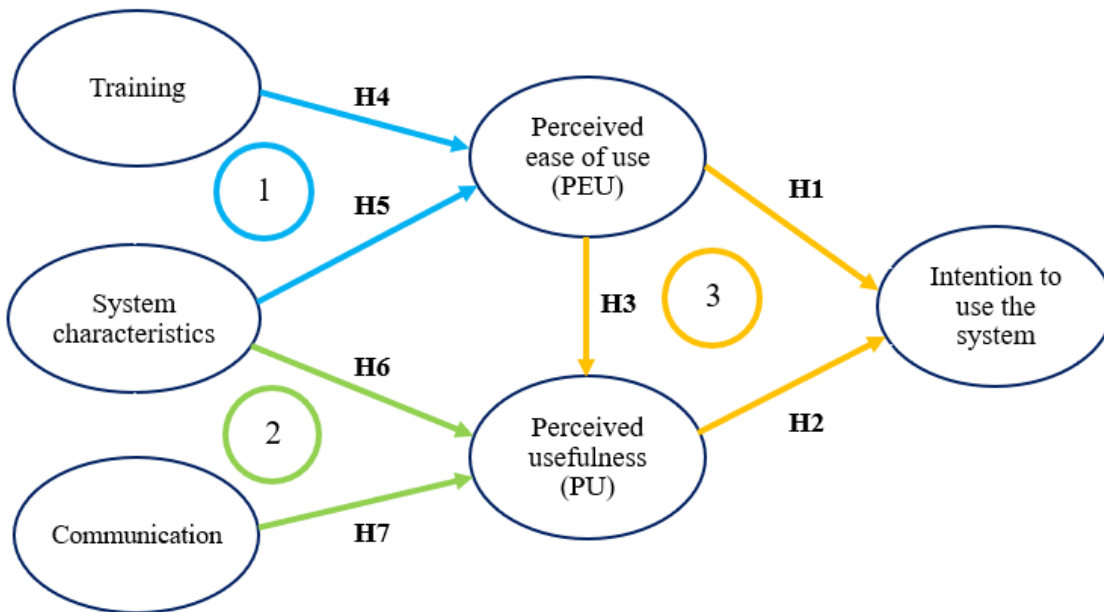 Training
H4
Perceived
ease of use
(PEU)
1
H5
H1
System
characteristics
H3
3
Intention to
use the
system
H6
2
Perceived
usefulness
(PU)
H2
Communication
H7